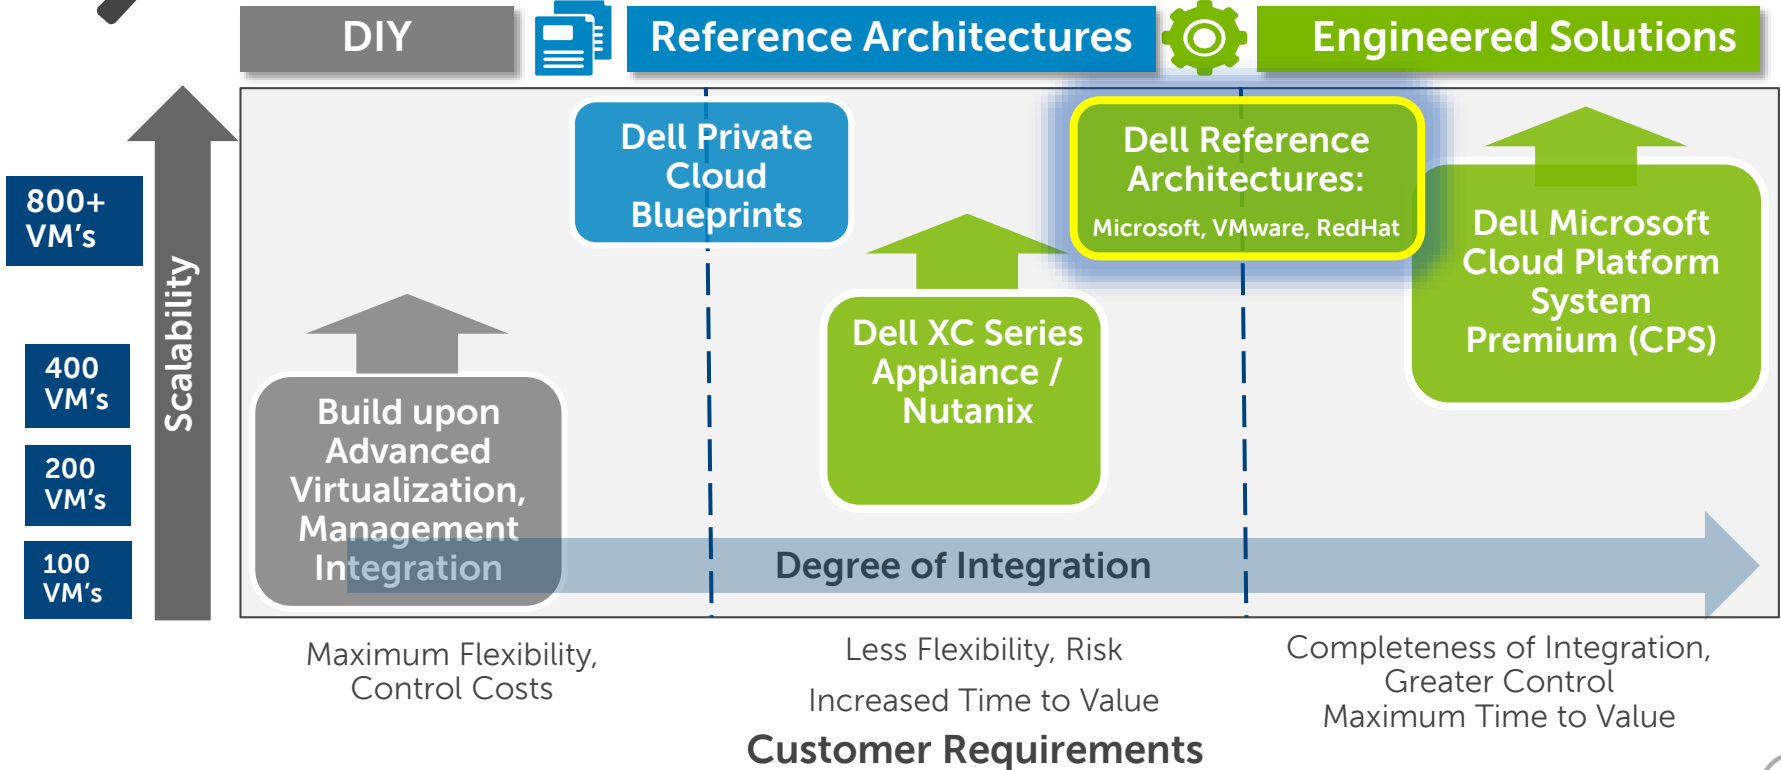 DIY
Reference Architectures
Engineered Solutions
800+
VM's
400
VM's
200
VM's
100
VM's
Scalability
Build upon
Advanced
Virtualization,
Management
Integration
Dell Private
Cloud
Blueprints
Dell XC Series
Appliance /
Nutanix
Dell Reference
Architectures:
Microsoft, VMware, RedHat
Dell Microsoft
Cloud Platform
System
Premium (CPS)
Degree of Integration
Maximum Flexibility,
Control Costs
Less Flexibility, Risk
Increased Time to Value
Completeness of Integration,
Greater Control
Maximum Time to Value
Customer Requirements